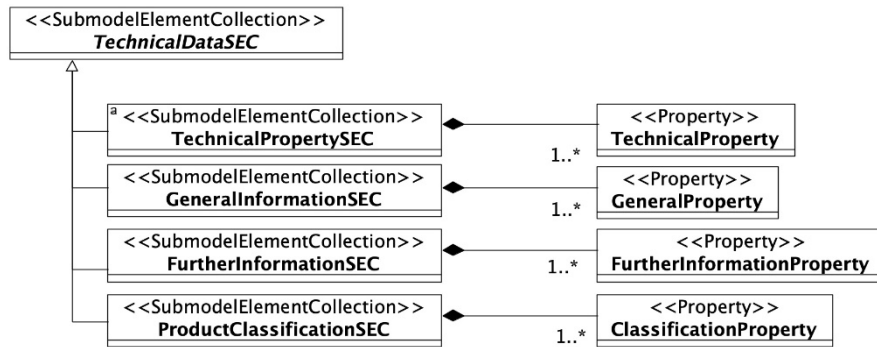 <<SubmodelElementCollection>>
TechnicalDataSEC
a
<<SubmodelElementCollection>>
TechnicalPropertySEC
<<Property>>
TechnicalProperty
1..*
<<SubmodelElementCollection>>
GeneralInformationSEC
<<Property>>
GeneralProperty
1..*
<<SubmodelElementCollection>>
FurtherInformationSEC
<<Property>>
FurtherInformationProperty
1..*
<<SubmodelElementCollection>>
ProductClassificationSEC
<<Property>>
ClassificationProperty
1..*